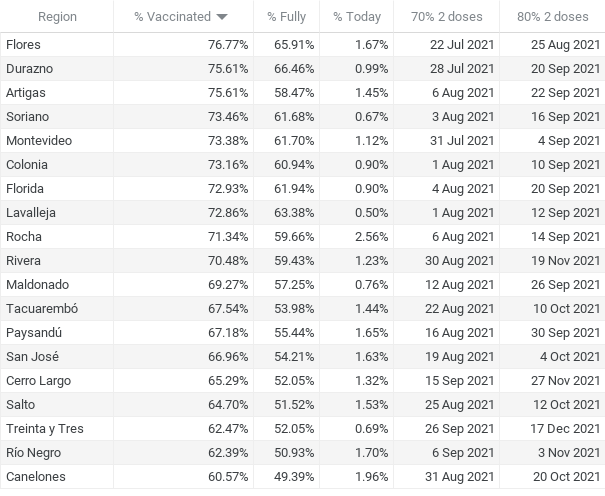 Region % Vaccinated % Fully % Today 70% 2 doses 80% 2 doses
Flores 76.77% 65.91% 1.67% 22 Jul 2021 25 Aug 2021
Durazno 75.61% 66.46% 0.99% 28 Jul 2021 20 Sep 2021
Artigas 75.61% 58.47% 1.45% 6 Aug 2021 22 Sep 2021
Soriano 73.46% 61.68% 0.67% 3 Aug 2021 16 Sep 2021
Montevideo 73.38% 61.70% 1.12% 31 Jul 2021 4 Sep 2021
Colonia 73.16% 60.94% 0.90% 1 Aug 2021 10 Sep 2021
Florida 72.93% 61.94% 0.90% 4 Aug 2021 20 Sep 2021
Lavalleja 72.86% 63.38% 0.50% 1 Aug 2021 12 Sep 2021
Rocha 71.34% 59.66% 2.56% 6 Aug 2021 14 Sep 2021
Rivera 70.48% 59.43% 1.23% 30 Aug 2021 19 Nov 2021
Maldonado 69.27% 57.25% 0.76% 12 Aug 2021 26 Sep 2021
Tacuarembó 67.54% 53.98% 1.44% 22 Aug 2021 10 Oct 2021
Paysandú 67.18% 55.44% 1.65% 16 Aug 2021 30 Sep 2021
San José 66.96% 54.21% 1.63% 19 Aug 2021 4 Oct 2021
Cerro Largo 65.29% 52.05% 1.32% 15 Sep 2021 27 Nov 2021
Salto 64.70% 51.52% 1.53% 25 Aug 2021 12 Oct 2021
Treinta y Tres 62.47% 52.05% 0.69% 26 Sep 2021 17 Dec 2021
Río Negro 62.39% 50.93% 1.70% 6 Sep 2021 3 Nov 2021
Canelones 60.57% 49.39% 1.96% 31 Aug 2021 20 Oct 2021